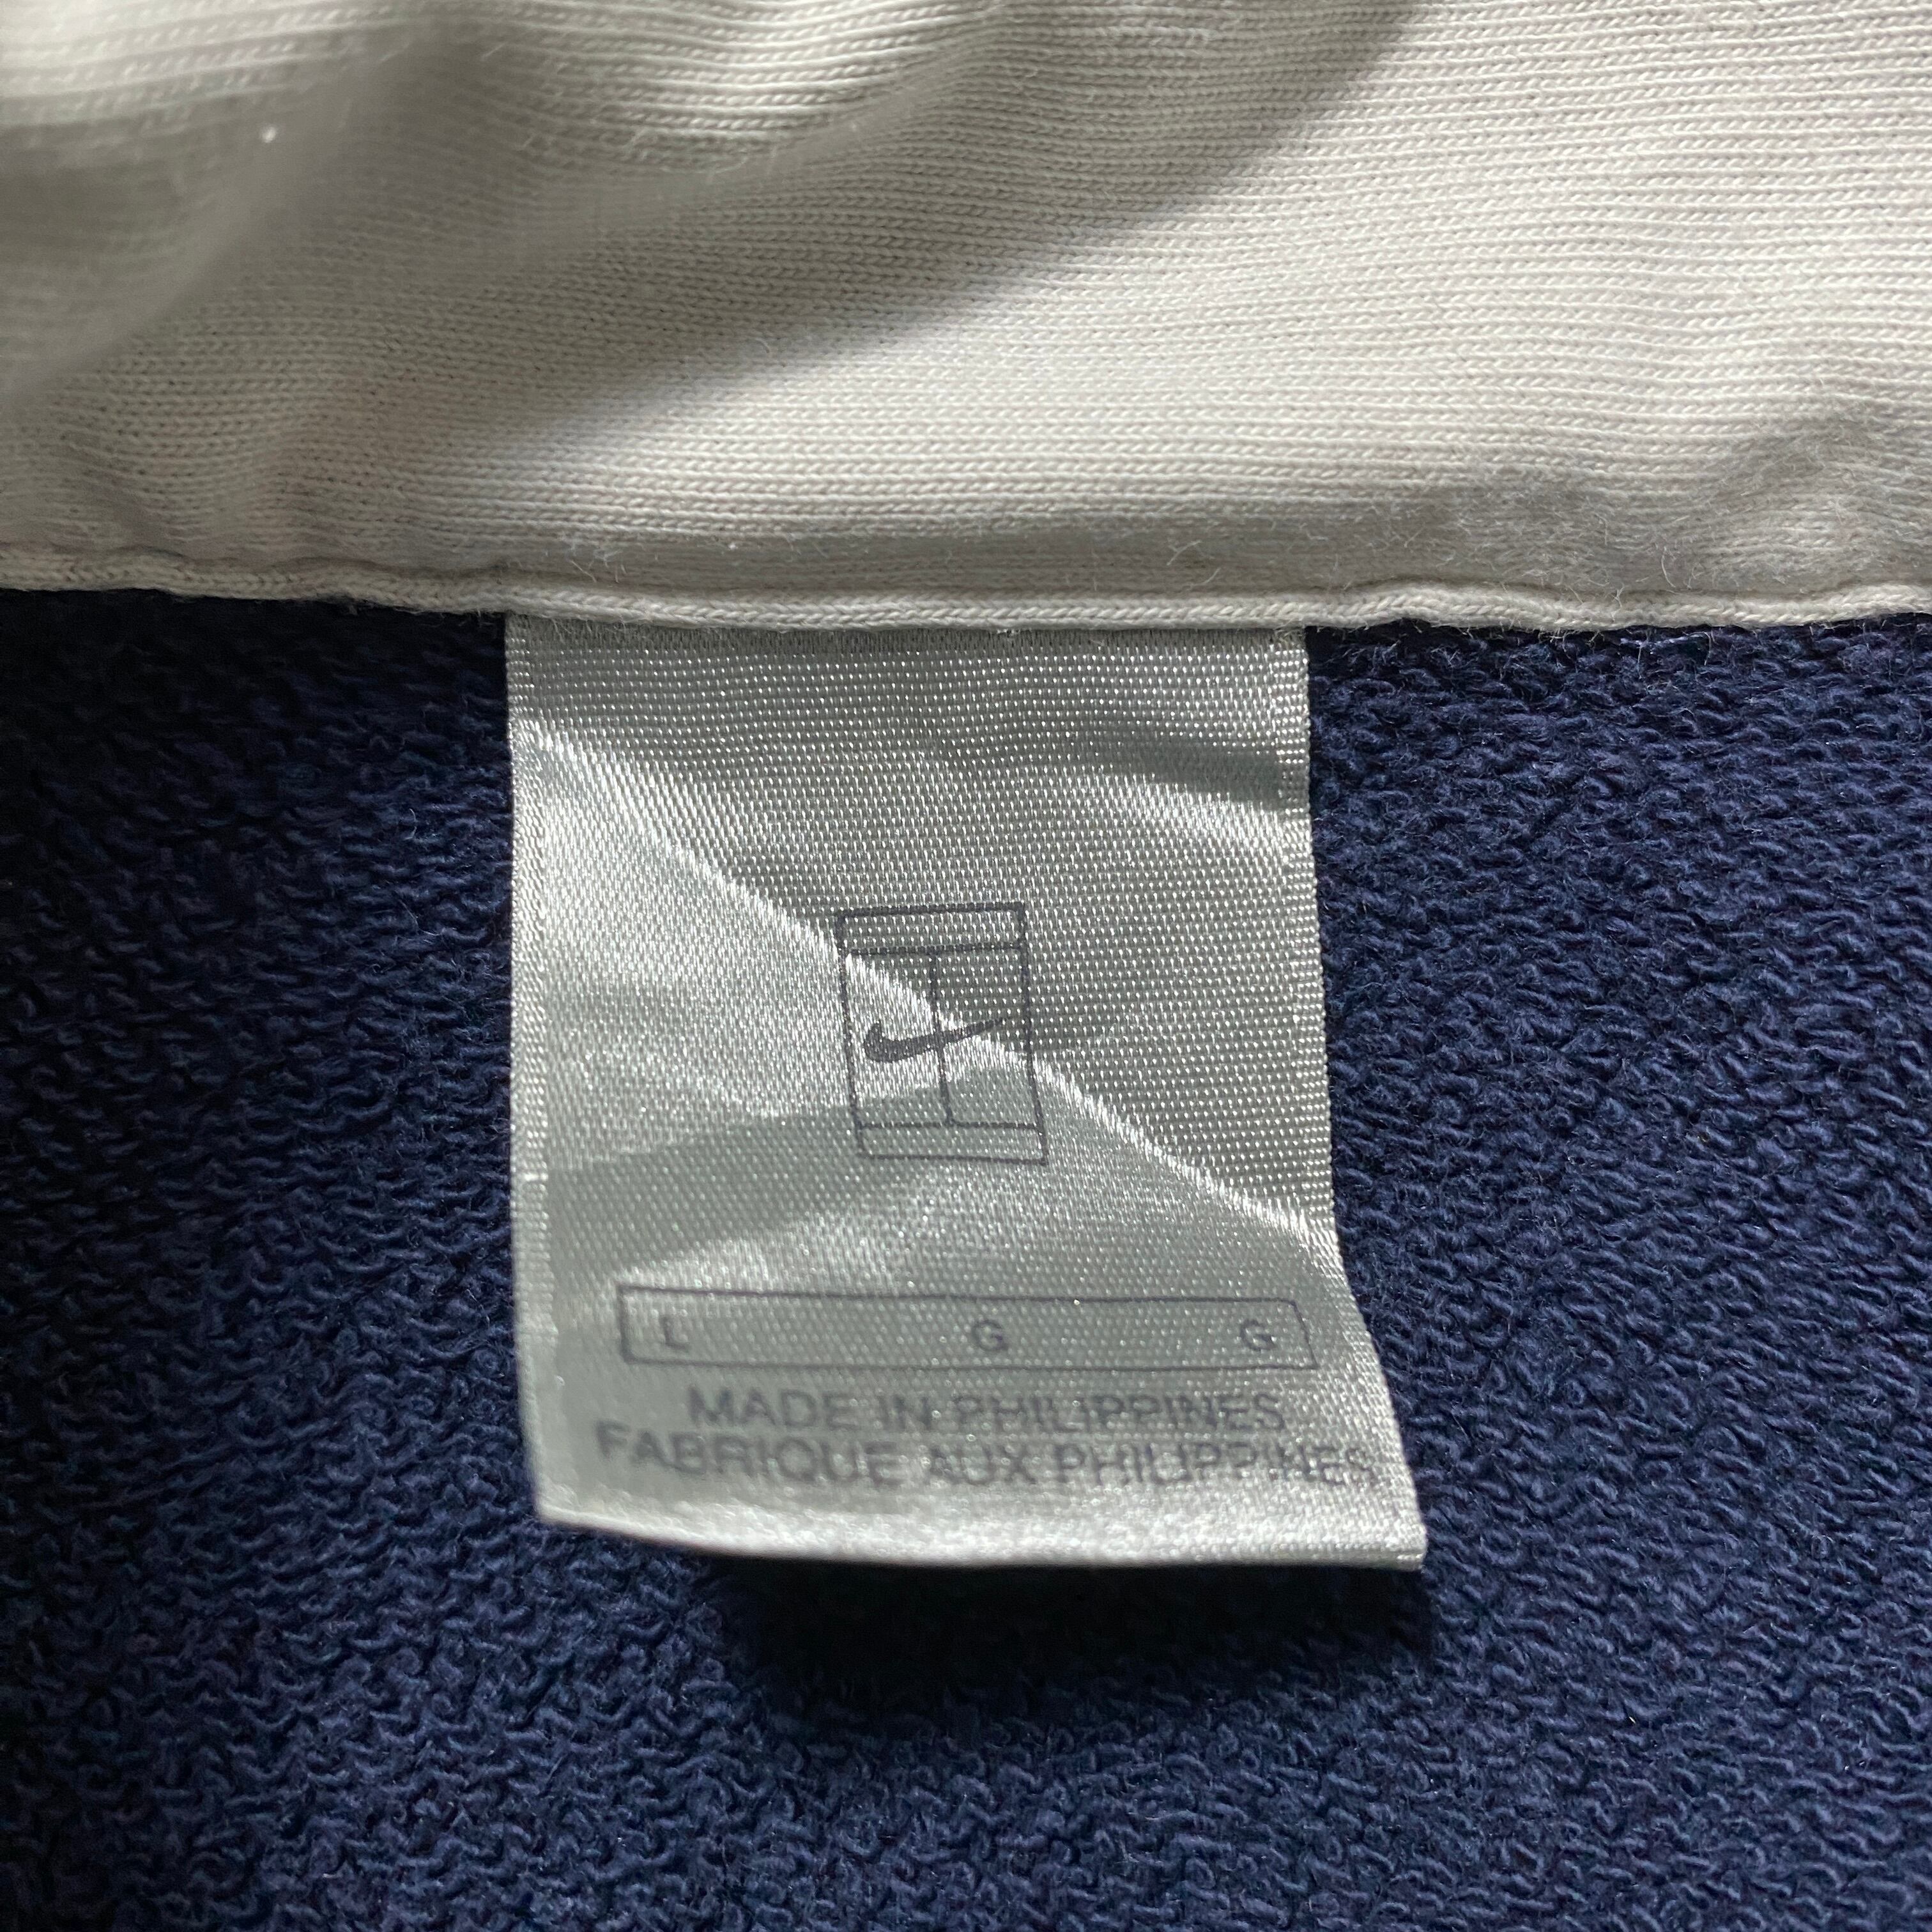 L G G
MADE IN PHILIPPINES
FABRIQUE AUX PHILIPPINES